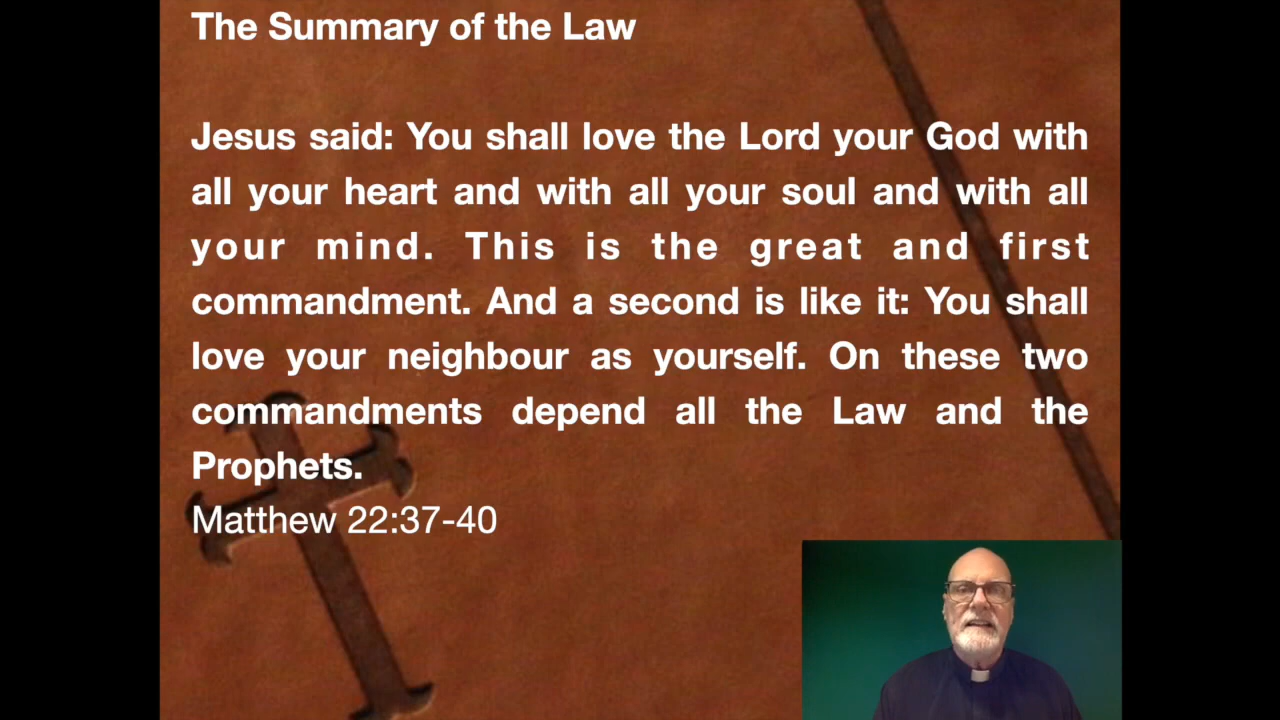 The Summary of the Law
Jesus said: You shall love the Lord your God with
all your heart and with all your soul and with all
your mind. This is the great and first
commandment. And a second is like it: You shall
love your neighbour as yourself. On these two
commandments depend all the Law and the
Prophets.
Matthew 22:37-40